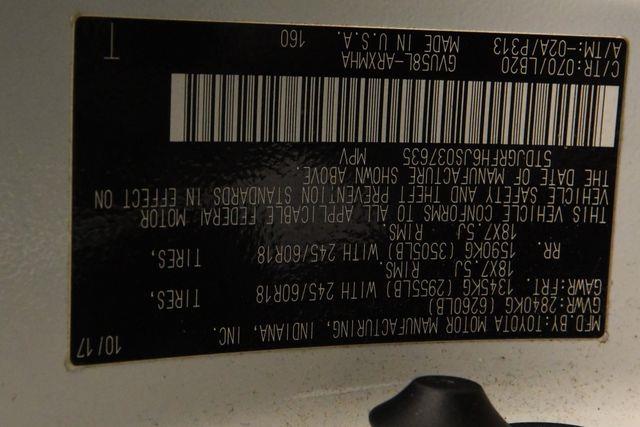 MFD.BY:TOYOTA MOTOR MANUFACTURING, INDIANA, INC. 10/17
GVWR:2840KG(6260LB)
GAWR:FRT. 1345KG(2955LB)WITH 245/60R18 TIRES,
18X7.5J RIMS.
RR. 1590KG(3505LB)WITH 245/60R18 TIRES,
18X7.5J RIMS.
THIS VEHICLE CONFORMS TO ALL APPLICABLE FEDERAL MOTOR
VEHICLE SAFETY AND THEFT PREVENTION STANDARDS IN EFFECT ON
THE DATE OF MANUFACTURE SHOWN ABOVE.
5TDJGRFH6JS037635 MPV
C/TR:070/LB20 GVU58L-ARXMHA T
A/TM:-02A/P313 MADE IN U.S.A. 160